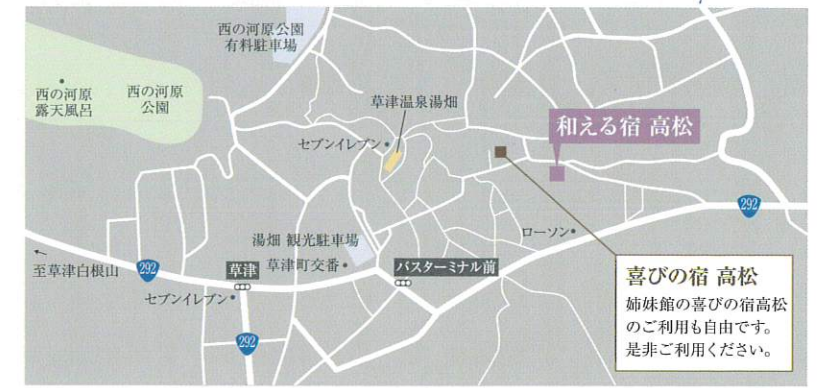 西の河原公園
有料駐車場
西の河原
露天風呂
西の河原
公園
草津温泉湯畑
セブンイレブン
和える宿 高松
292
ローソン
湯畑 観光駐車場
草津町交番
バスターミナル前
草津
←
至草津白根山
292
セブンイレブン
292
喜びの宿 高松
姉妹館の喜びの宿高松
のご利用も自由です。
是非ご利用ください。